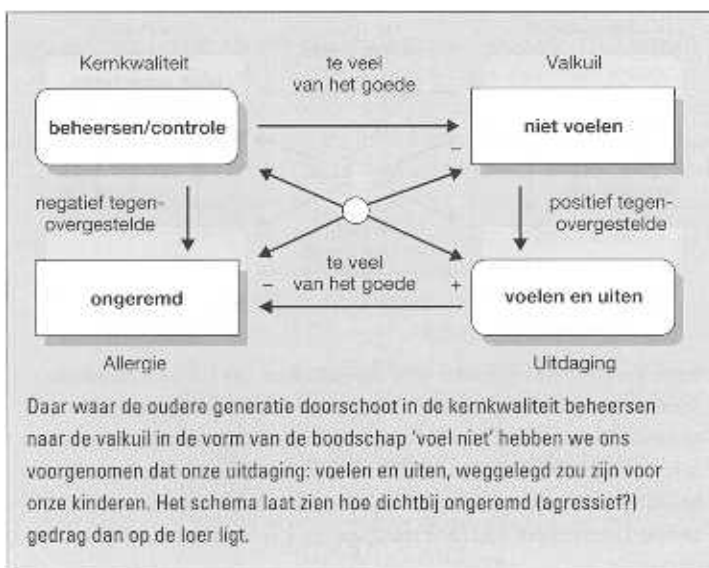 Kernkwaliteit
te veel
van het goede
Valkuil
beheersen/controle
niet voelen
–
negatief tegen-
overgestelde
positief tegen-
overgestelde
te veel
van het goede
–
+
ongeremd
voelen en uiten
Allergie
Uitdaging
Daar waar de oudere generatie doorschoot in de kernkwaliteit beheersen
naar de valkuil in de vorm van de boodschap 'voel niet' hebben we ons
voorgenomen dat onze uitdaging: voelen en uiten, weggelegd zou zijn voor
onze kinderen. Het schema laat zien hoe dichtbij ongeremd (agressief?)
gedrag dan op de loer ligt.